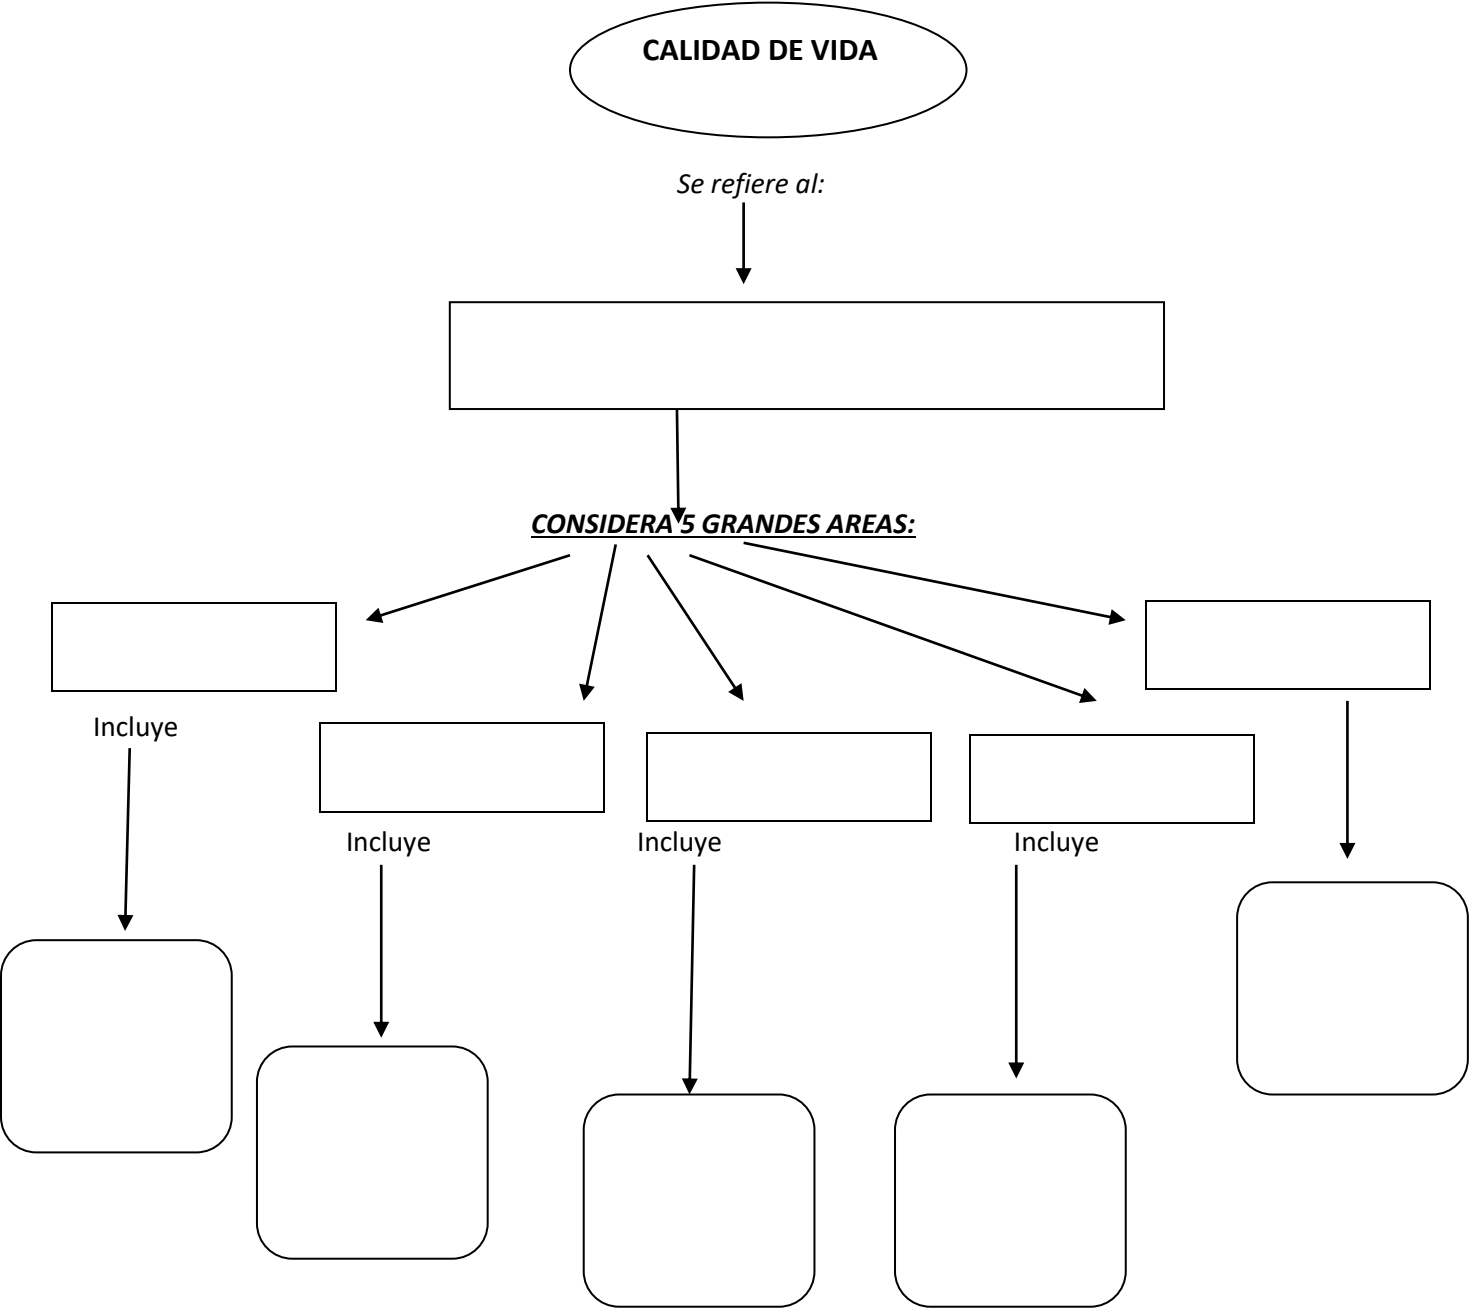 CALIDAD DE VIDA
Se refiere al:
CONSIDERA 5 GRANDES AREAS:
Incluye
Incluye
Incluye
Incluye